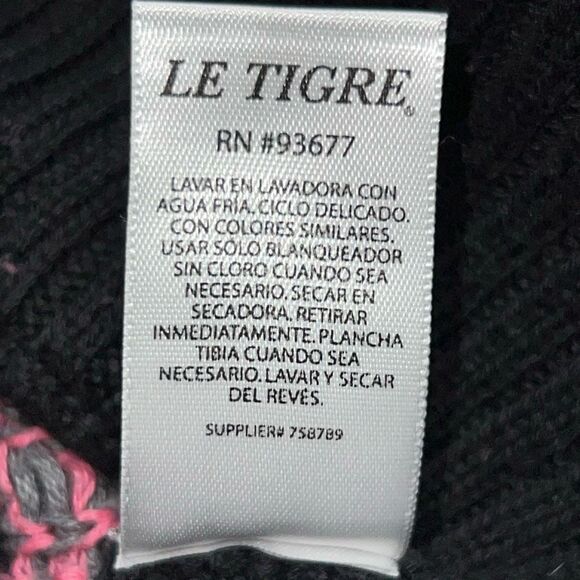 LE TIGRE®
RN #93677
LAVAR EN LAVADORA CON
AGUA FRIA. CICLO DELICADO.
CON COLORES SIMILARES.
USAR SOLO BLANQUEADOR
SIN CLORO CUANDO SEA
NECESARIO. SECAR EN
SECADORA. RETIRAR
INMEDIATAMENTE. PLANCHA
TIBIA CUANDO SEA
NECESARIO. LAVAR Y SECAR
DEL REVÉS.
SUPPLIER# 758789